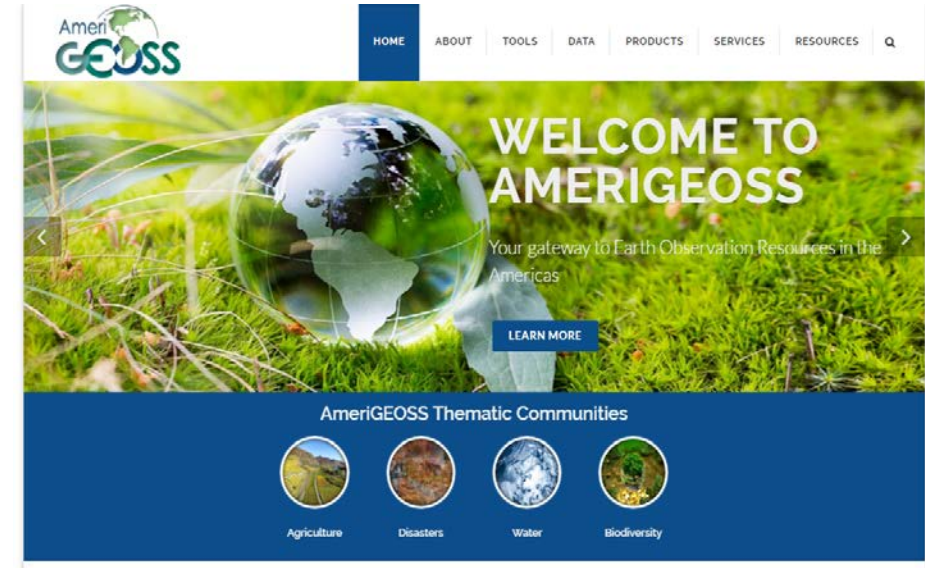 Ameri
GEOSS
HOME ABOUT TOOLS DATA PRODUCTS SERVICES RESOURCES
WELCOME TO
AMERIGEOSS
Your gateway to Earth Observation Resources in the
Americas
LEARN MORE
AmeriGEOSS Thematic Communities
Agriculture Disasters Water Biodiversity